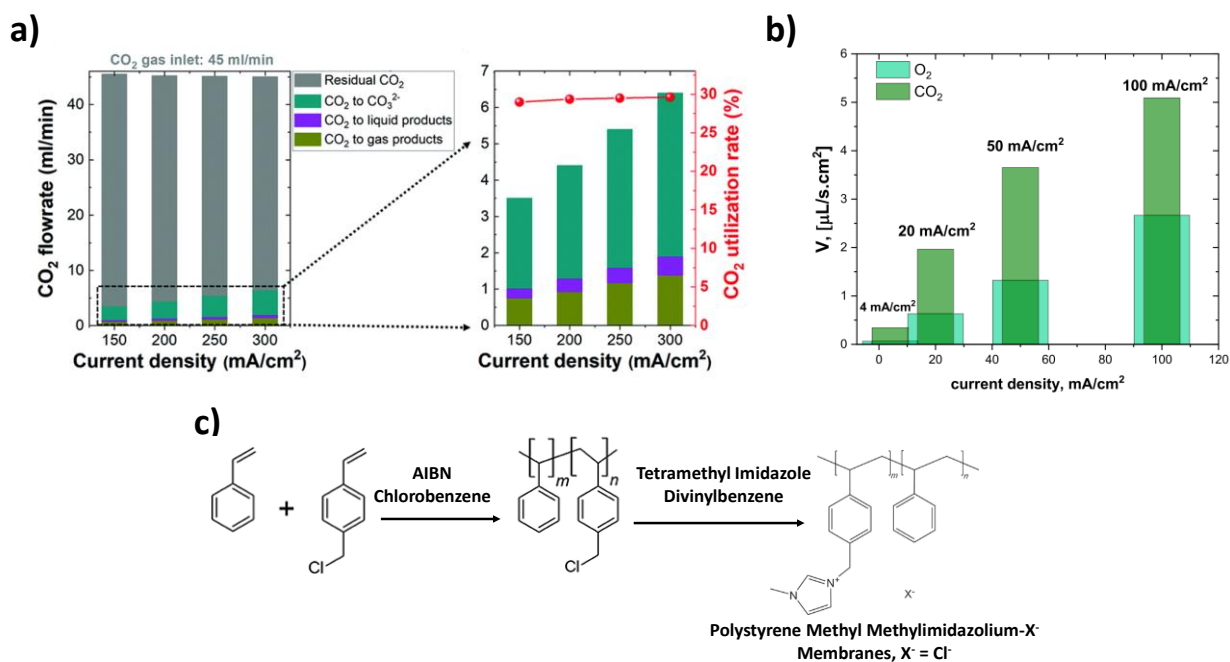 a)
CO2 gas inlet: 45 ml/min
Residual CO2
CO2 to CO3 2-
CO2 to liquid products
CO2 to gas products
CO2 flowrate (ml/min)
40
30
20
10
0
150 200 250 300
Current density (mA/cm2)
7
6
5
4
3
2
1
0
150 200 250 300
Current density (mA/cm2)
30
25
20
15
10
5
0
CO2 utilization rate (%)
b)
O2
CO2
V, [µL/s.cm2]
6
5
4
3
2
1
0
4 mA/cm2
20 mA/cm2
50 mA/cm2
100 mA/cm2
0 20 40 60 80 100 120
current density, mA/cm2
c)
+
Cl
AIBN
Chlorobenzene
m n
Cl
Tetramethyl Imidazole
Divinylbenzene
m n
N N+
X-
Polystyrene Methyl Methylimidazolium-X-
Membranes, X- = Cl-